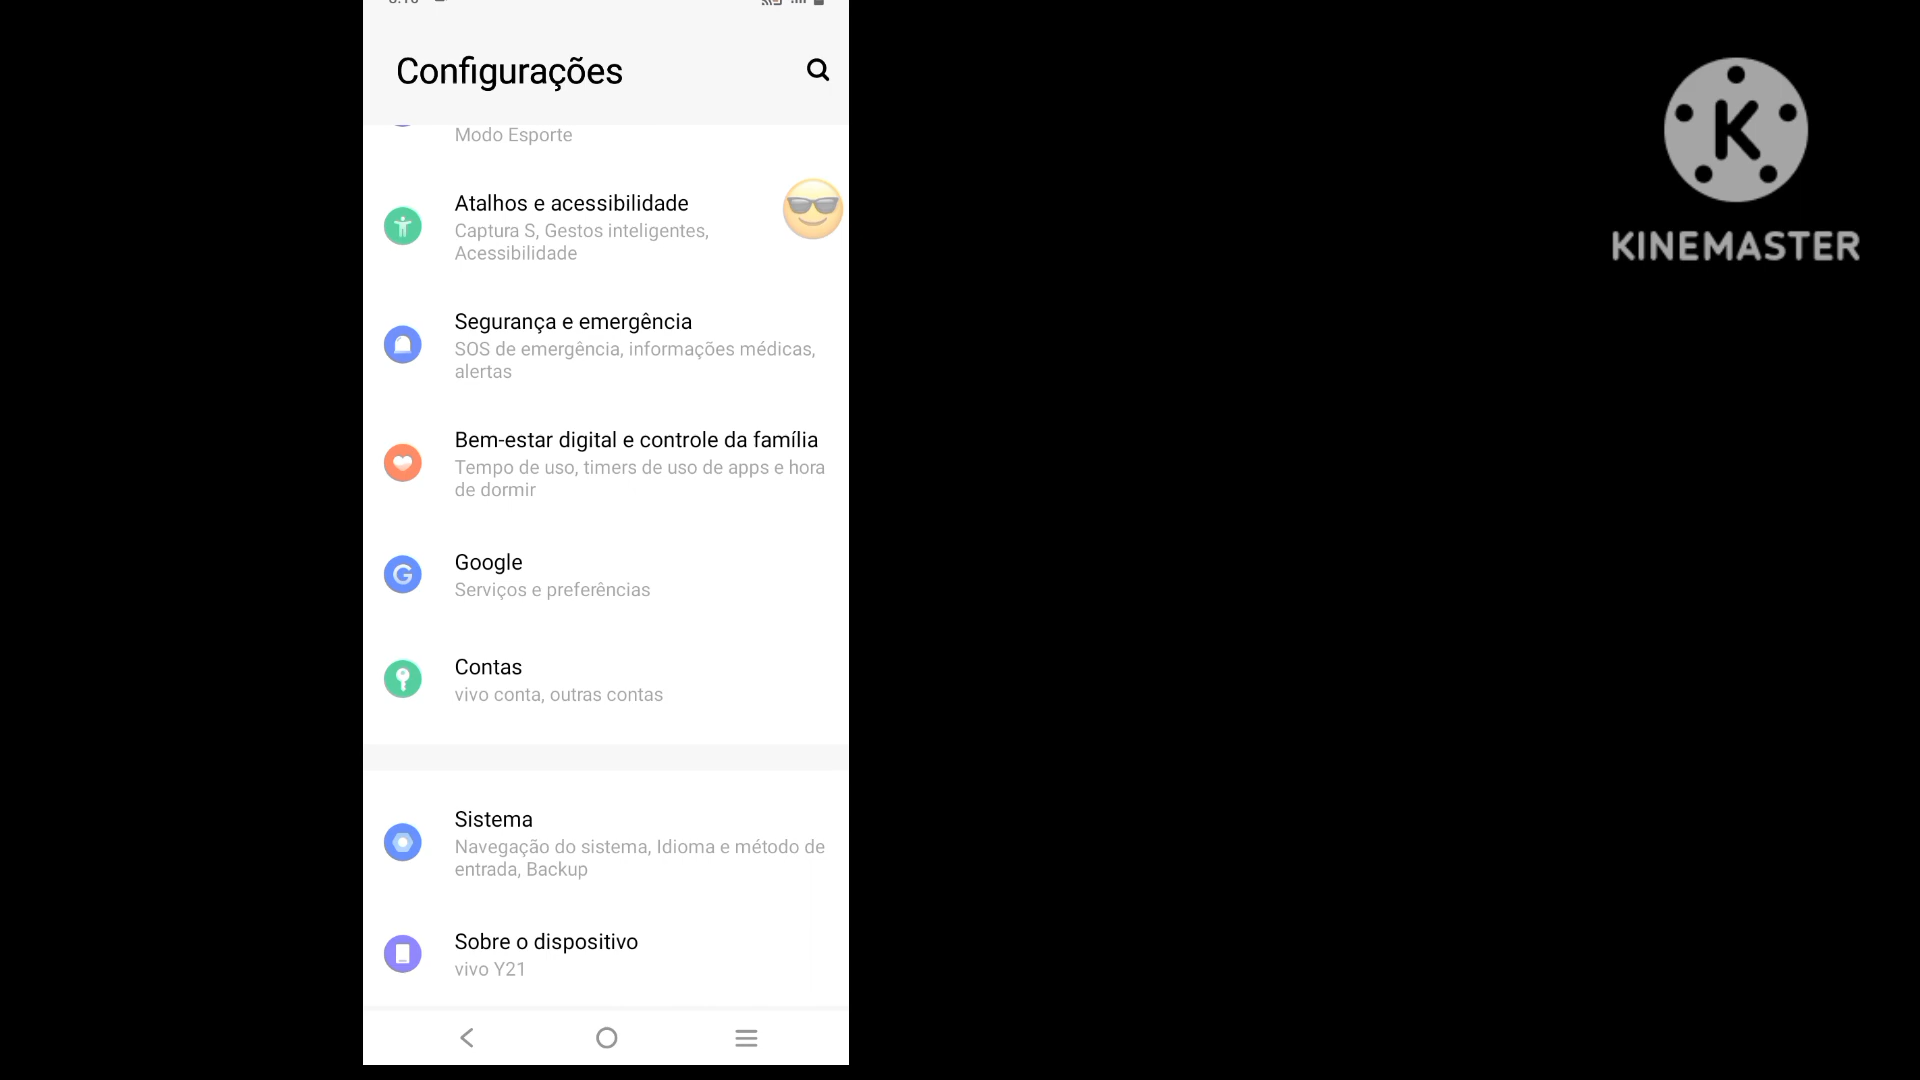 Configurações
Modo Esporte
Atalhos e acessibilidade
Captura S, Gestos inteligentes,
Acessibilidade
Segurança e emergência
SOS de emergência, informações médicas,
alertas
Bem-estar digital e controle da família
Tempo de uso, timers de uso de apps e hora
de dormir
Google
Serviços e preferências
Contas
vivo conta, outras contas
Sistema
Navegação do sistema, Idioma e método de
entrada, Backup
Sobre o dispositivo
vivo Y21
K
KINEMASTER